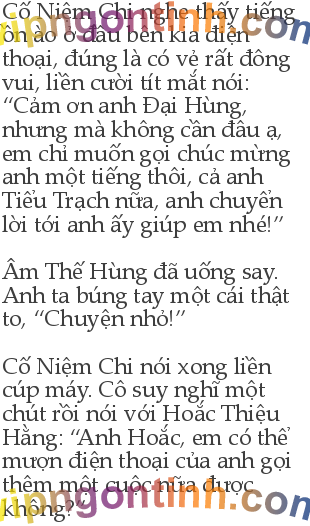 Cố Niệm Chi nghe thấy tiếng
ồn ào ở đầu bên kia điện
thoại, đúng là có vẻ rất đông
vui, liền cười tít mắt nói:
“Cảm ơn anh Đại Hùng,
nhưng mà không cần đâu ạ,
em chỉ muốn gọi chúc mừng
anh một tiếng thôi, cả anh
Tiểu Trạch nữa, anh chuyển
lời tới anh ấy giúp em nhé!”
Âm Thế Hùng đã uống say.
Anh ta búng tay một cái thật
to, “Chuyện nhỏ!”
Cố Niệm Chi nói xong liền
cúp máy. Cô suy nghĩ một
chút rồi nói với Hoắc Thiệu
Hằng: “Anh Hoắc, em có thể
mượn điện thoại của anh gọi
thêm một cuộc nữa được
không?”
vipngontinh.com
vipngontinh.com